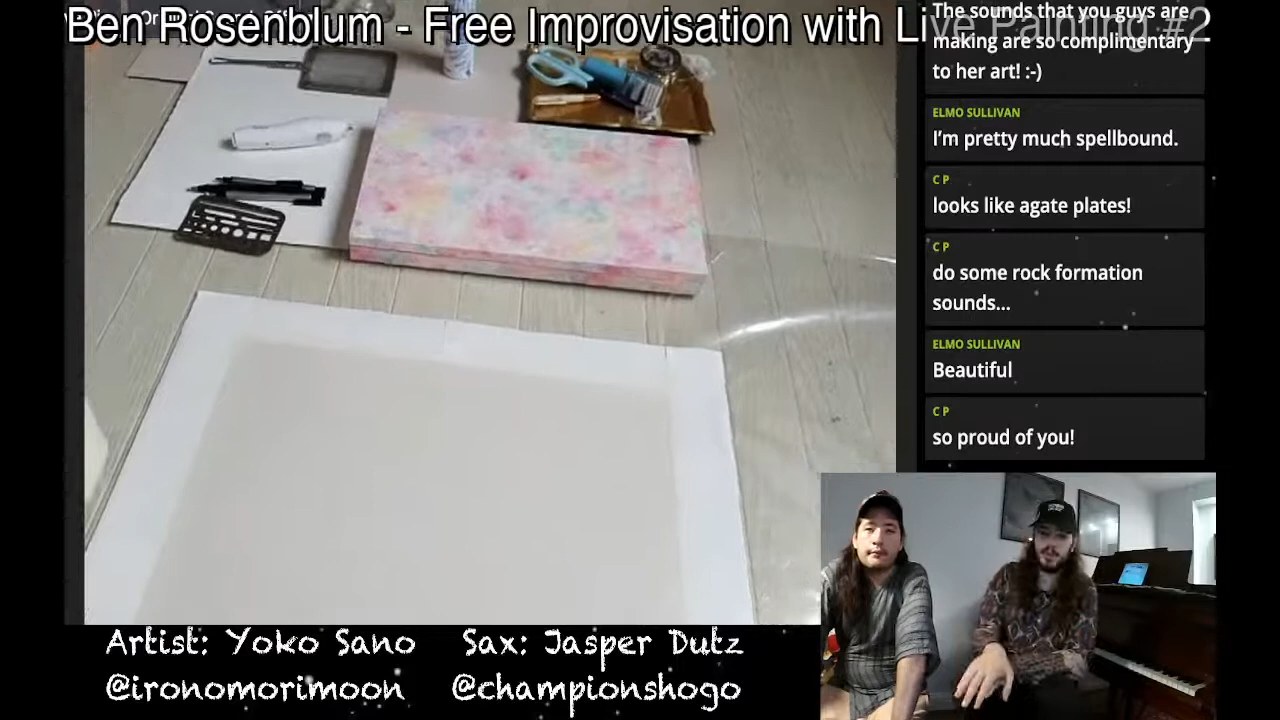 Ben Rosenblum - Free Improvisation with Live Painting #2
The sounds that you guys are
making are so complimentary
to her art! :-)
ELMO SULLIVAN
I'm pretty much spellbound.
C P
looks like agate plates!
C P
do some rock formation
sounds...
ELMO SULLIVAN
Beautiful
C P
so proud of you!
Artist: Yoko Sano
@ironomorimoon
Sax: Jasper Dutz
@championshogo